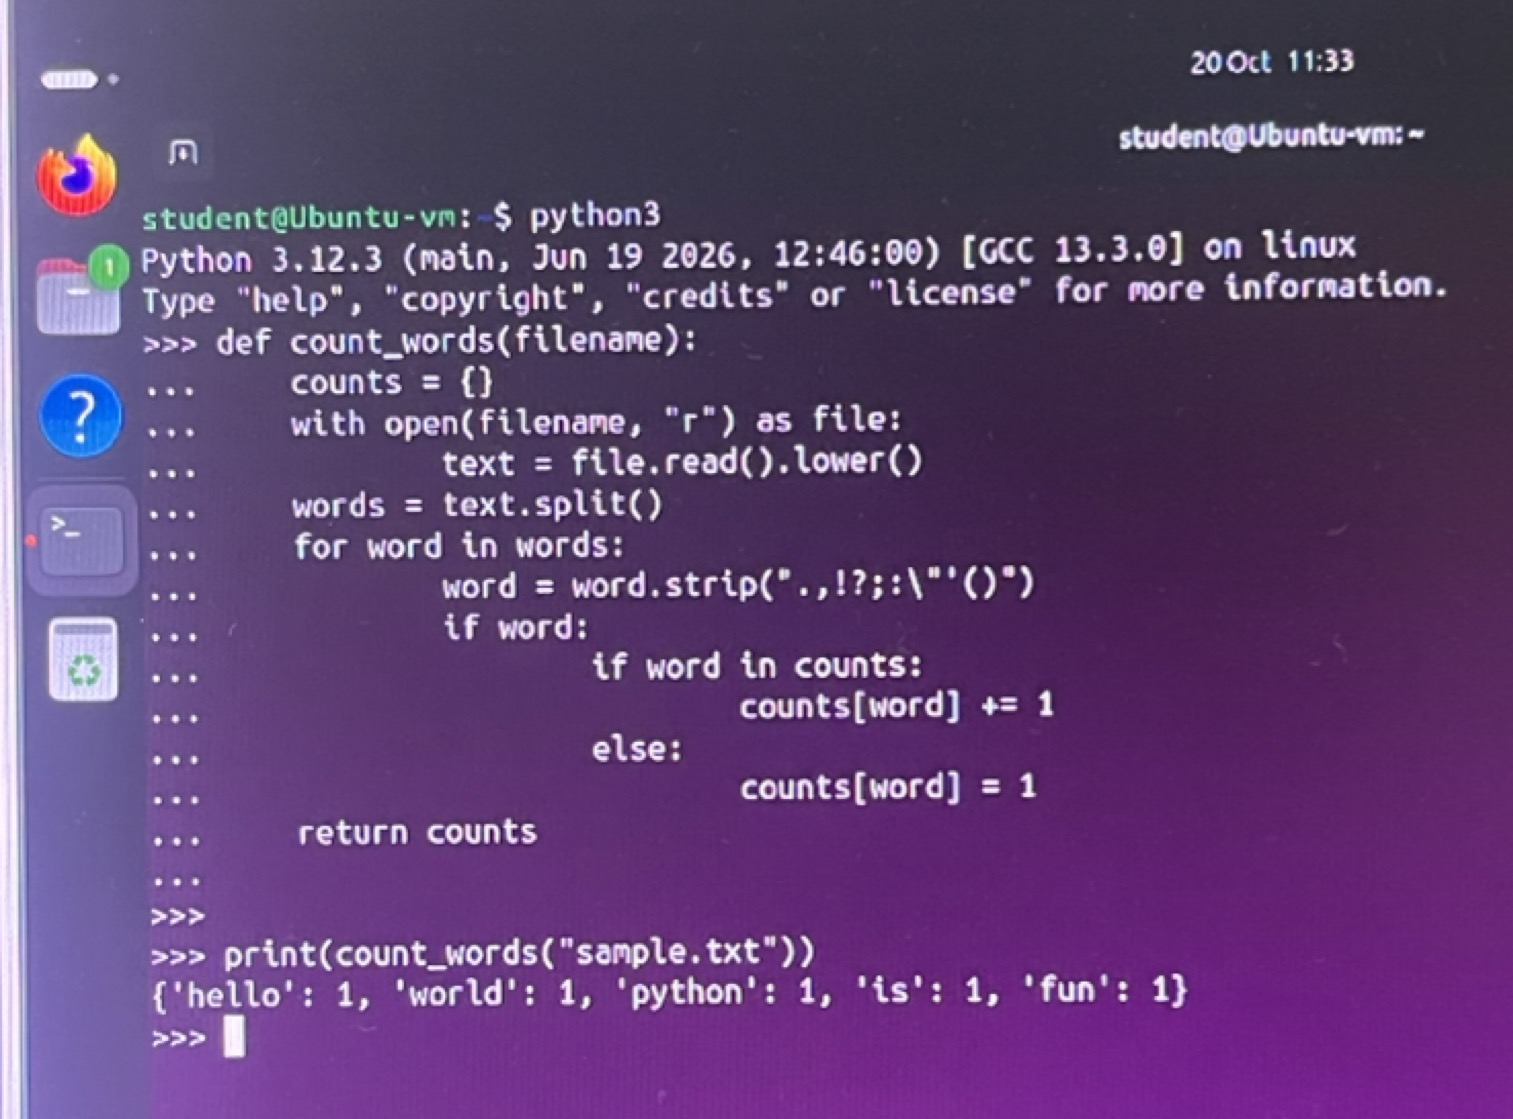 20 Oct 11:33
student@Ubuntu-vm: ~
student@Ubuntu-vm:~$ python3
Python 3.12.3 (main, Jun 19 2026, 12:46:00) [GCC 13.3.0] on linux
Type "help", "copyright", "credits" or "license" for more information.
>>> def count_words(filename):
...     counts = {}
...     with open(filename, "r") as file:
...             text = file.read().lower()
...     words = text.split()
...     for word in words:
...             word = word.strip(".,!?;:\"'()")
...             if word:
...                     if word in counts:
...                             counts[word] += 1
...                     else:
...                             counts[word] = 1
...     return counts
...
>>>
>>> print(count_words("sample.txt"))
{'hello': 1, 'world': 1, 'python': 1, 'is': 1, 'fun': 1}
>>>
1
?
>_